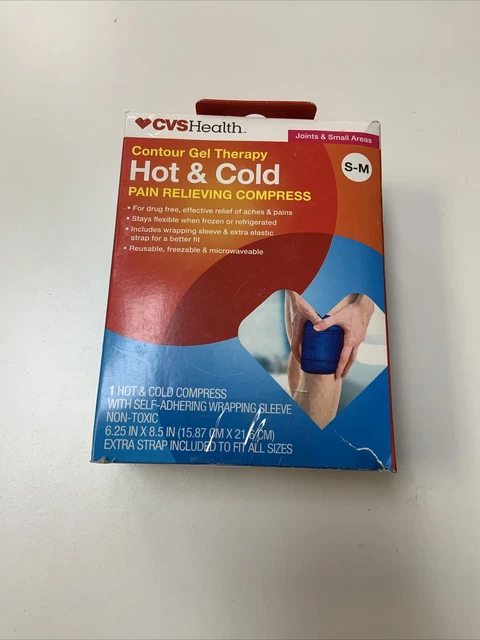 CVSHealth™
Joints & Small Areas
Contour Gel Therapy
Hot & Cold
S-M
PAIN RELIEVING COMPRESS
• For drug free, effective relief of aches & pains
• Stays flexible when frozen or refrigerated
• Includes wrapping sleeve & extra elastic
strap for a better fit
• Reusable, freezable & microwaveable
1 HOT & COLD COMPRESS
WITH SELF-ADHERING WRAPPING SLEEVE
NON-TOXIC
6.25 IN X 8.5 IN (15.87 CM X 21.6 CM)
EXTRA STRAP INCLUDED TO FIT ALL SIZES